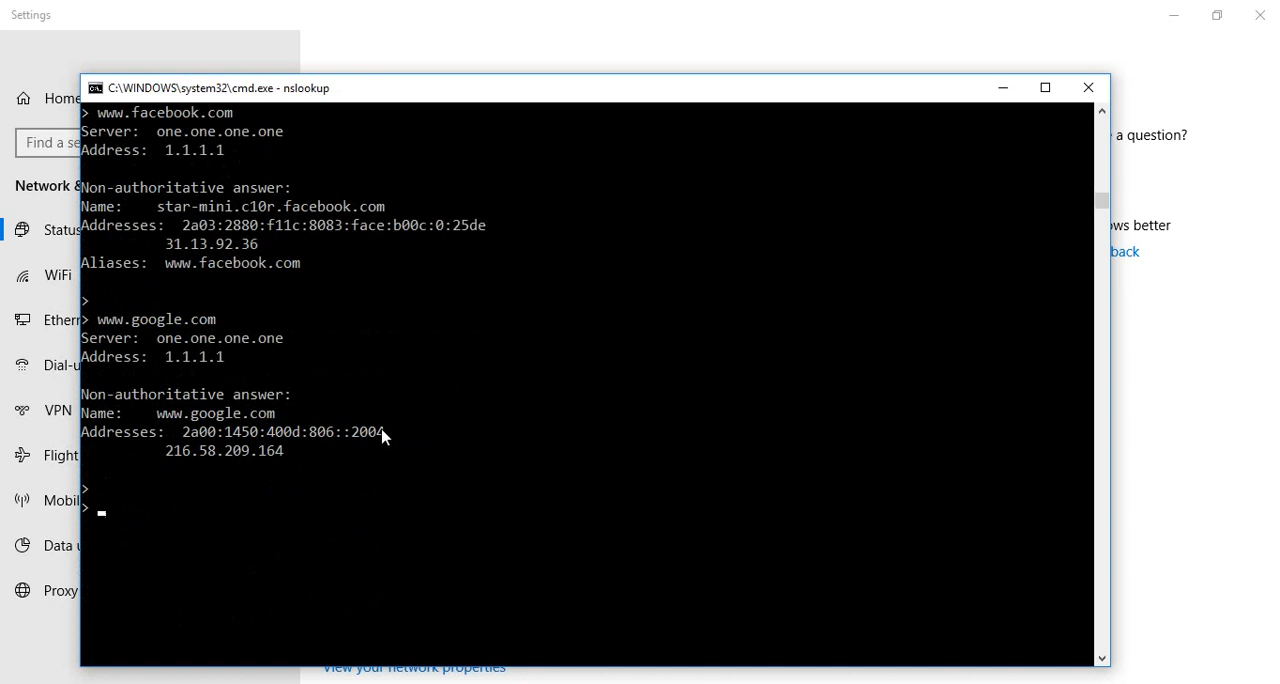 Settings
C:\WINDOWS\system32\cmd.exe - nslookup
Home
Find a se
Network &
Status
WiFi
Ethern
Dial-u
VPN
Flight
Mobil
Data u
Proxy
> www.facebook.com
Server:  one.one.one.one
Address:  1.1.1.1
Non-authoritative answer:
Name:    star-mini.c10r.facebook.com
Addresses:  2a03:2880:f11c:8083:face:b00c:0:25de
31.13.92.36
Aliases:  www.facebook.com
>
> www.google.com
Server:  one.one.one.one
Address:  1.1.1.1
Non-authoritative answer:
Name:    www.google.com
Addresses:  2a00:1450:400d:806::2004
216.58.209.164
>
>
a question?
ows better
back
View your network properties